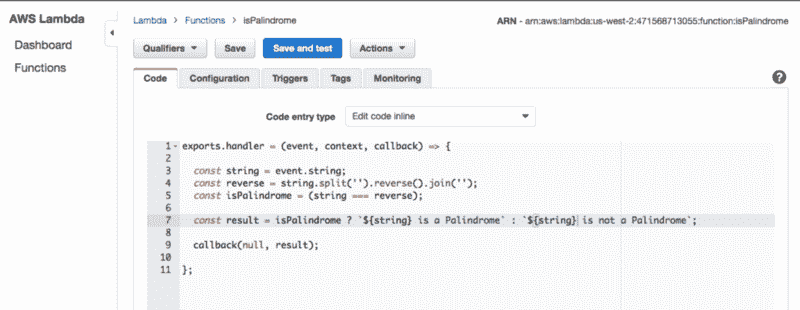 AWS Lambda
Dashboard
Functions
Lambda > Functions > isPalindrome
ARN - arn:aws:lambda:us-west-2:471568713055:function:isPalindrome
Qualifiers Save Save and test Actions
Code Configuration Triggers Tags Monitoring ?
Code entry type Edit code inline
1 exports.handler = (event, context, callback) => {
2
3 const string = event.string;
4 const reverse = string.split('').reverse().join('');
5 const isPalindrome = (string === reverse);
6
7 const result = isPalindrome ? `${string} is a Palindrome` : `${string} is not a Palindrome`;
8
9 callback(null, result);
10
11 };